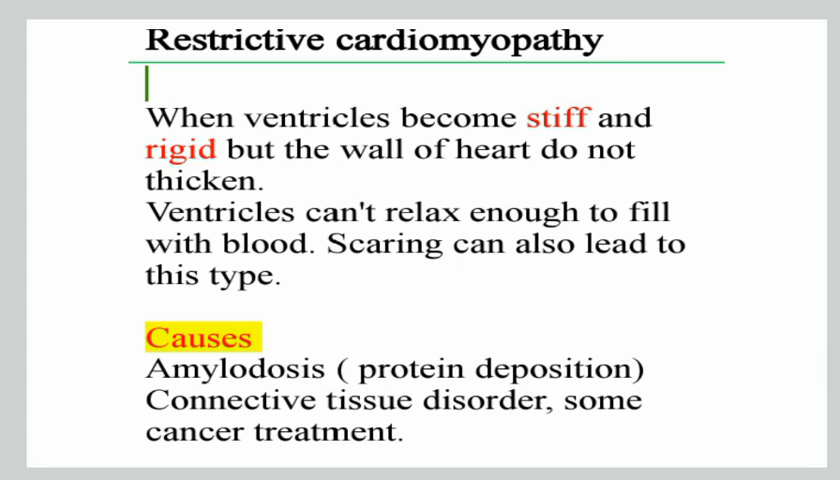 Restrictive cardiomyopathy
When ventricles become stiff and
rigid but the wall of heart do not
thicken.
Ventricles can't relax enough to fill
with blood. Scaring can also lead to
this type.
Causes
Amylodosis ( protein deposition)
Connective tissue disorder, some
cancer treatment.